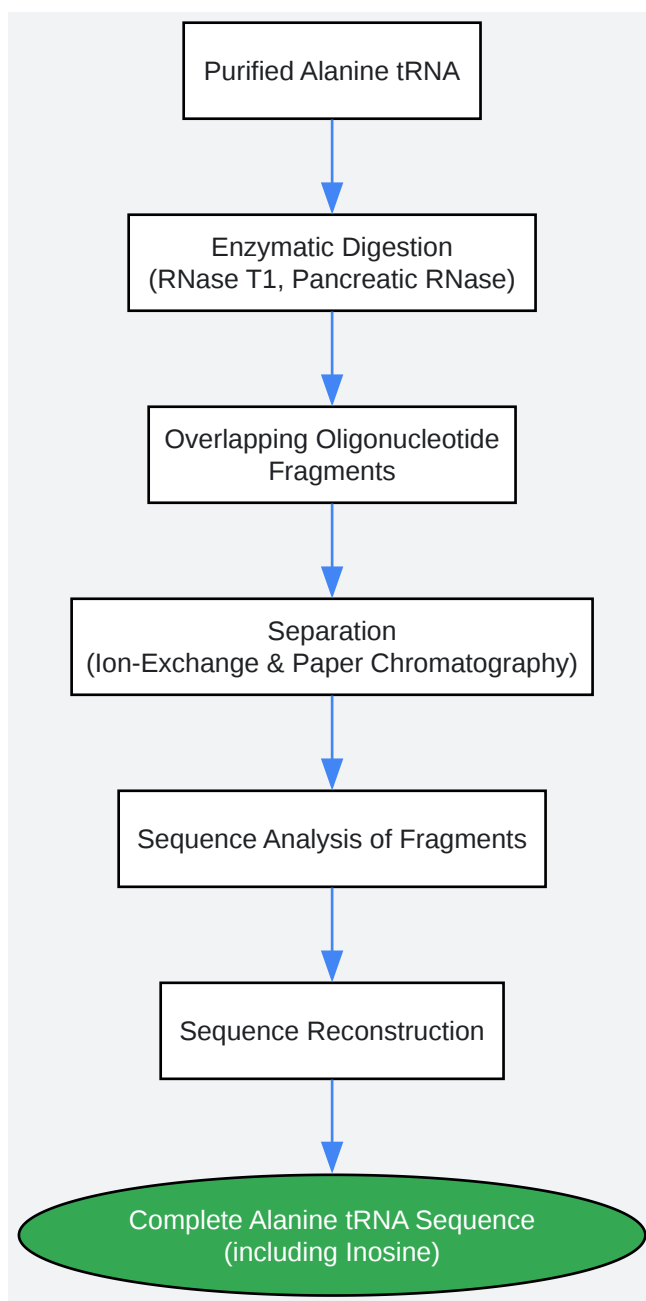 Purified Alanine tRNA
Enzymatic Digestion
(RNase T1, Pancreatic RNase)
Overlapping Oligonucleotide
Fragments
Separation
(Ion-Exchange & Paper Chromatography)
Sequence Analysis of Fragments
Sequence Reconstruction
Complete Alanine tRNA Sequence
(including Inosine)